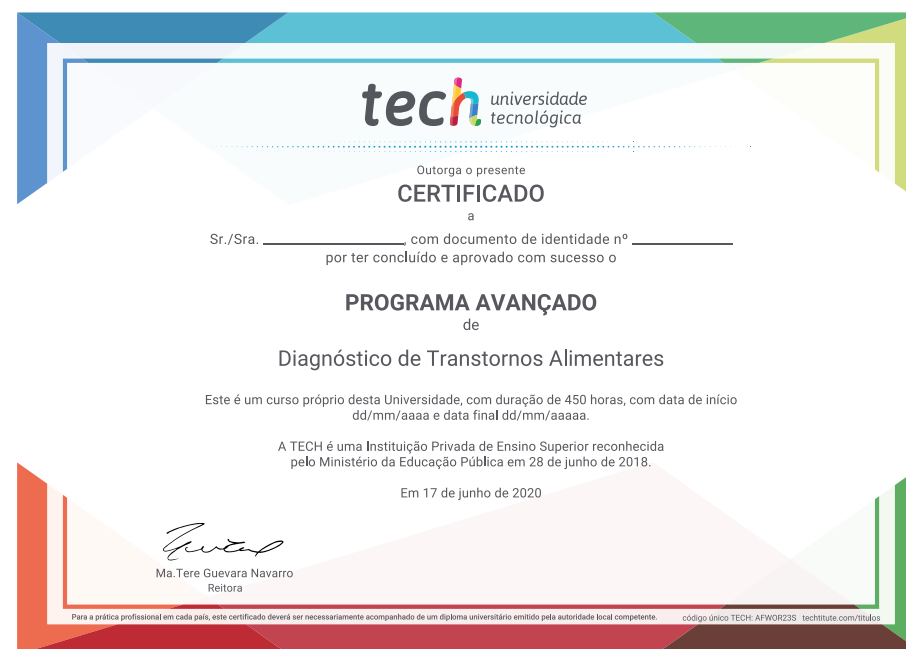 tech universidade
tecnológica
Outorga o presente
CERTIFICADO
a
Sr./Sra. ____________, com documento de identidade nº ____________
por ter concluído e aprovado com sucesso o
PROGRAMA AVANÇADO
de
Diagnóstico de Transtornos Alimentares
Este é um curso próprio desta Universidade, com duração de 450 horas, com data de início
dd/mm/aaaa e data final dd/mm/aaaaa.
A TECH é uma Instituição Privada de Ensino Superior reconhecida
pelo Ministério da Educação Pública em 28 de junho de 2018.
Em 17 de junho de 2020
Ma.Tere Guevara Navarro
Reitora
Para a prática profissional em cada país, este certificado deverá ser necessariamente acompanhado de um diploma universitário emitido pela autoridade local competente. código único TECH: AFWOR23S techtitute.com/titulos